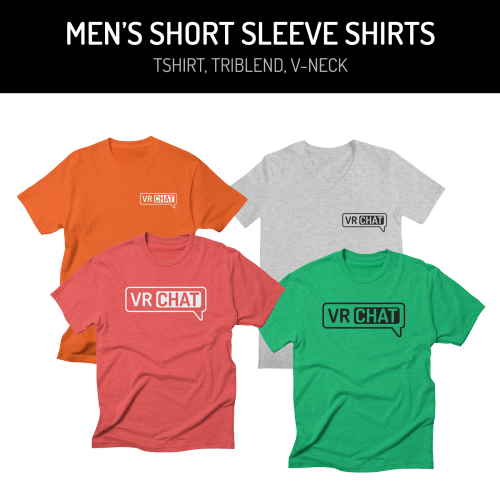 MEN'S SHORT SLEEVE SHIRTS
TSHIRT, TRIBLEND, V-NECK
VR CHAT
VR CHAT
VR CHAT
VR CHAT